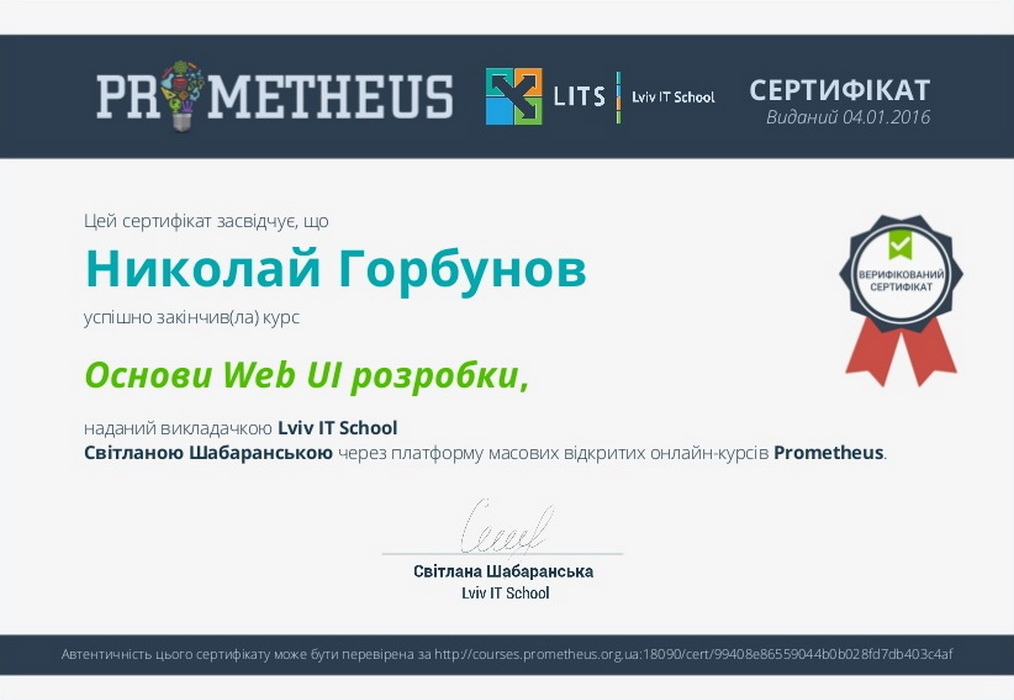 PROMETHEUS
LITS Lviv IT School
СЕРТИФІКАТ
Виданий 04.01.2016
Цей сертифікат засвідчує, що
Николай Горбунов
успішно закінчив(ла) курс
ВЕРИФІКОВАНИЙ
СЕРТИФІКАТ
Основи Web UI розробки,
наданий викладачкою Lviv IT School
Світланою Шабаранською через платформу масових відкритих онлайн-курсів Prometheus.
Світлана Шабаранська
Lviv IT School
Автентичність цього сертифікату може бути перевірена за http://courses.prometheus.org.ua:18090/cert/99408e86559044b0b028fd7db403c4af